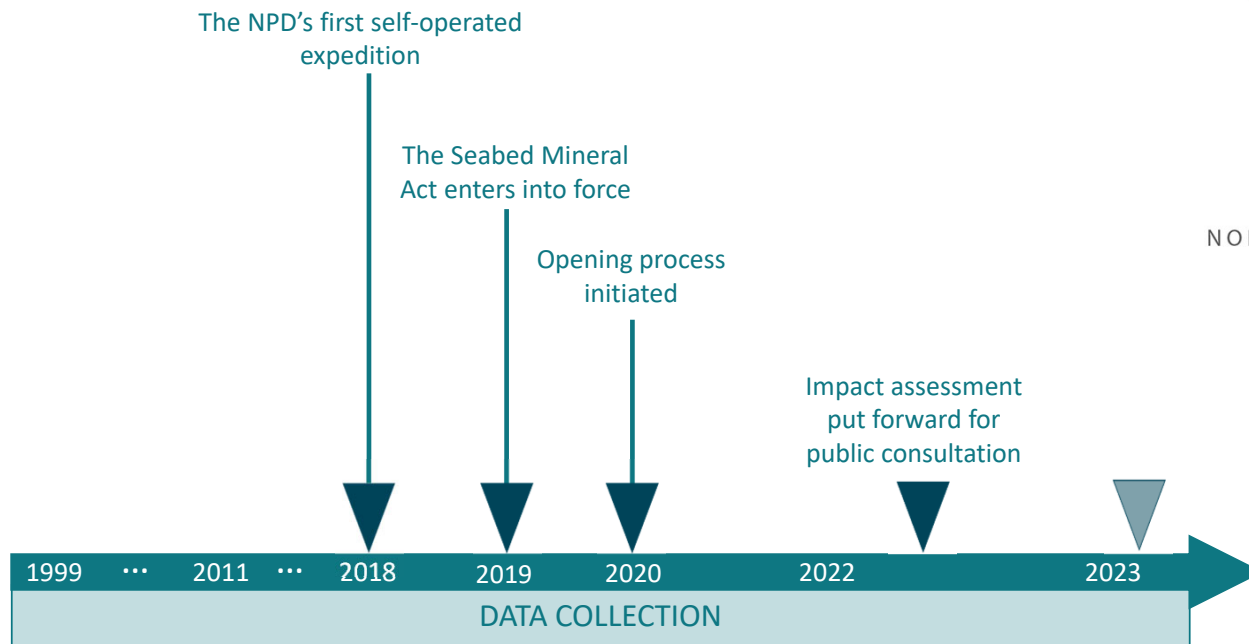 The NPD’s first self-operated
expedition
The Seabed Mineral
Act enters into force
Opening process
initiated
Impact assessment
put forward for
public consultation
1999 ... 2011 ... 2018 2019 2020 2022 2023
DATA COLLECTION